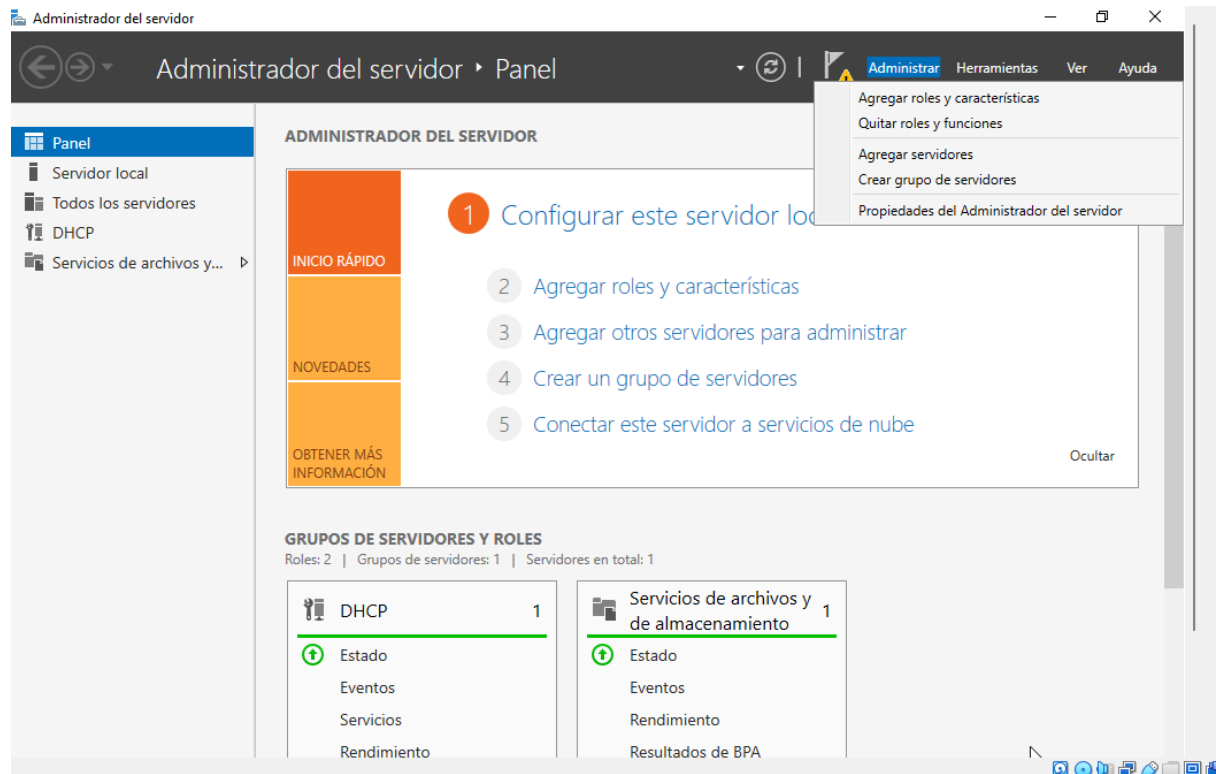 Administrador del servidor
Administrador del servidor ‣ Panel
Administrar Herramientas Ver Ayuda
Agregar roles y características
Quitar roles y funciones
Agregar servidores
Crear grupo de servidores
Propiedades del Administrador del servidor
Panel
Servidor local
Todos los servidores
DHCP
Servicios de archivos y...
ADMINISTRADOR DEL SERVIDOR
INICIO RÁPIDO
NOVEDADES
OBTENER MÁS
INFORMACIÓN
1 Configurar este servidor loc
2 Agregar roles y características
3 Agregar otros servidores para administrar
4 Crear un grupo de servidores
5 Conectar este servidor a servicios de nube
Ocultar
GRUPOS DE SERVIDORES Y ROLES
Roles: 2 | Grupos de servidores: 1 | Servidores en total: 1
DHCP 1
Estado
Eventos
Servicios
Rendimiento
Servicios de archivos y
de almacenamiento 1
Estado
Eventos
Rendimiento
Resultados de BPA